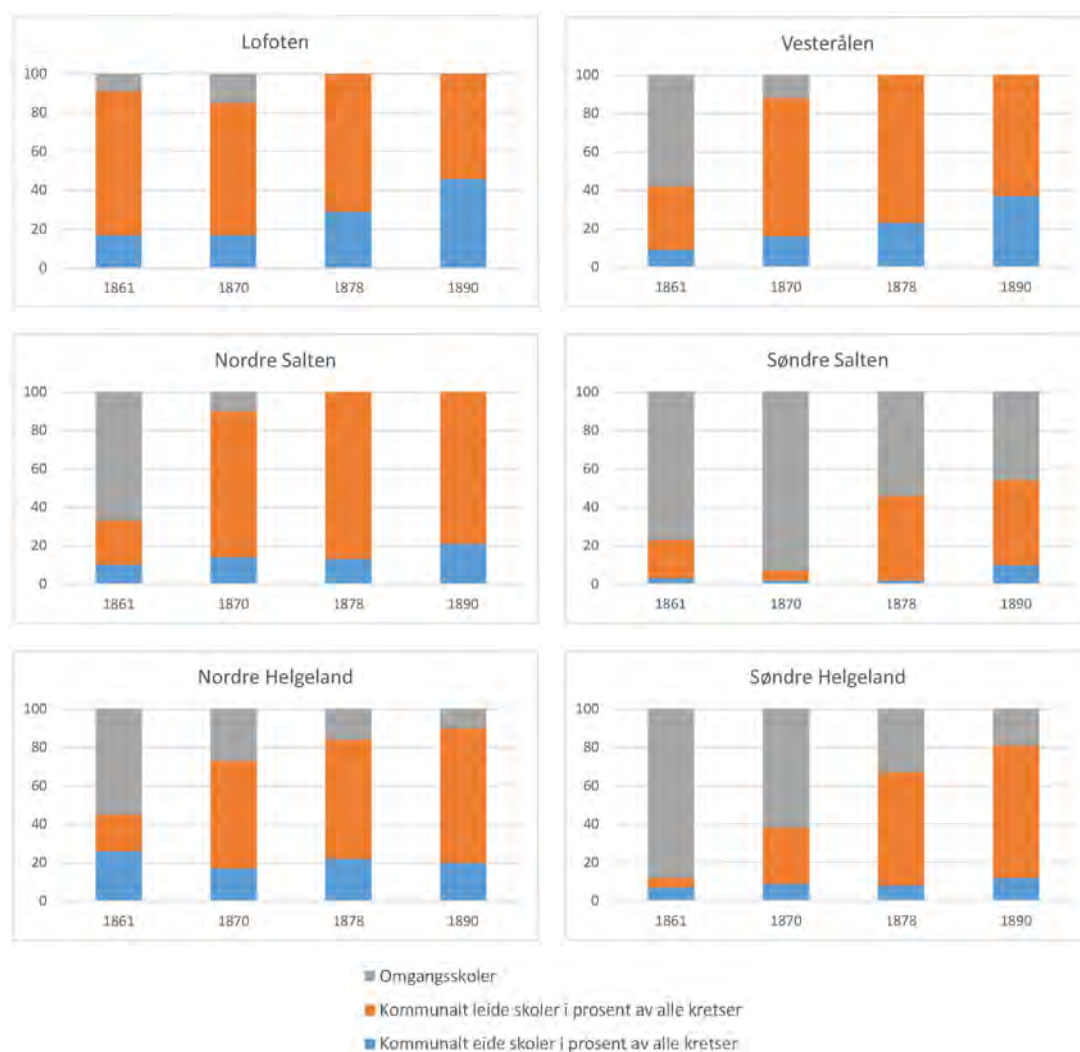 Lofoten
100
80
60
40
20
0
1861 1870 1878 1890
Vesterålen
100
80
60
40
20
0
1861 1870 1878 1890
Nordre Salten
100
80
60
40
20
0
1861 1870 1878 1890
Søndre Salten
100
80
60
40
20
0
1861 1870 1878 1890
Nordre Helgeland
100
80
60
40
20
0
1861 1870 1878 1890
Søndre Helgeland
100
80
60
40
20
0
1861 1870 1878 1890
Omgangsskoler
Kommunalt leide skoler i prosent av alle kretser
Kommunalt eide skoler i prosent av alle kretser